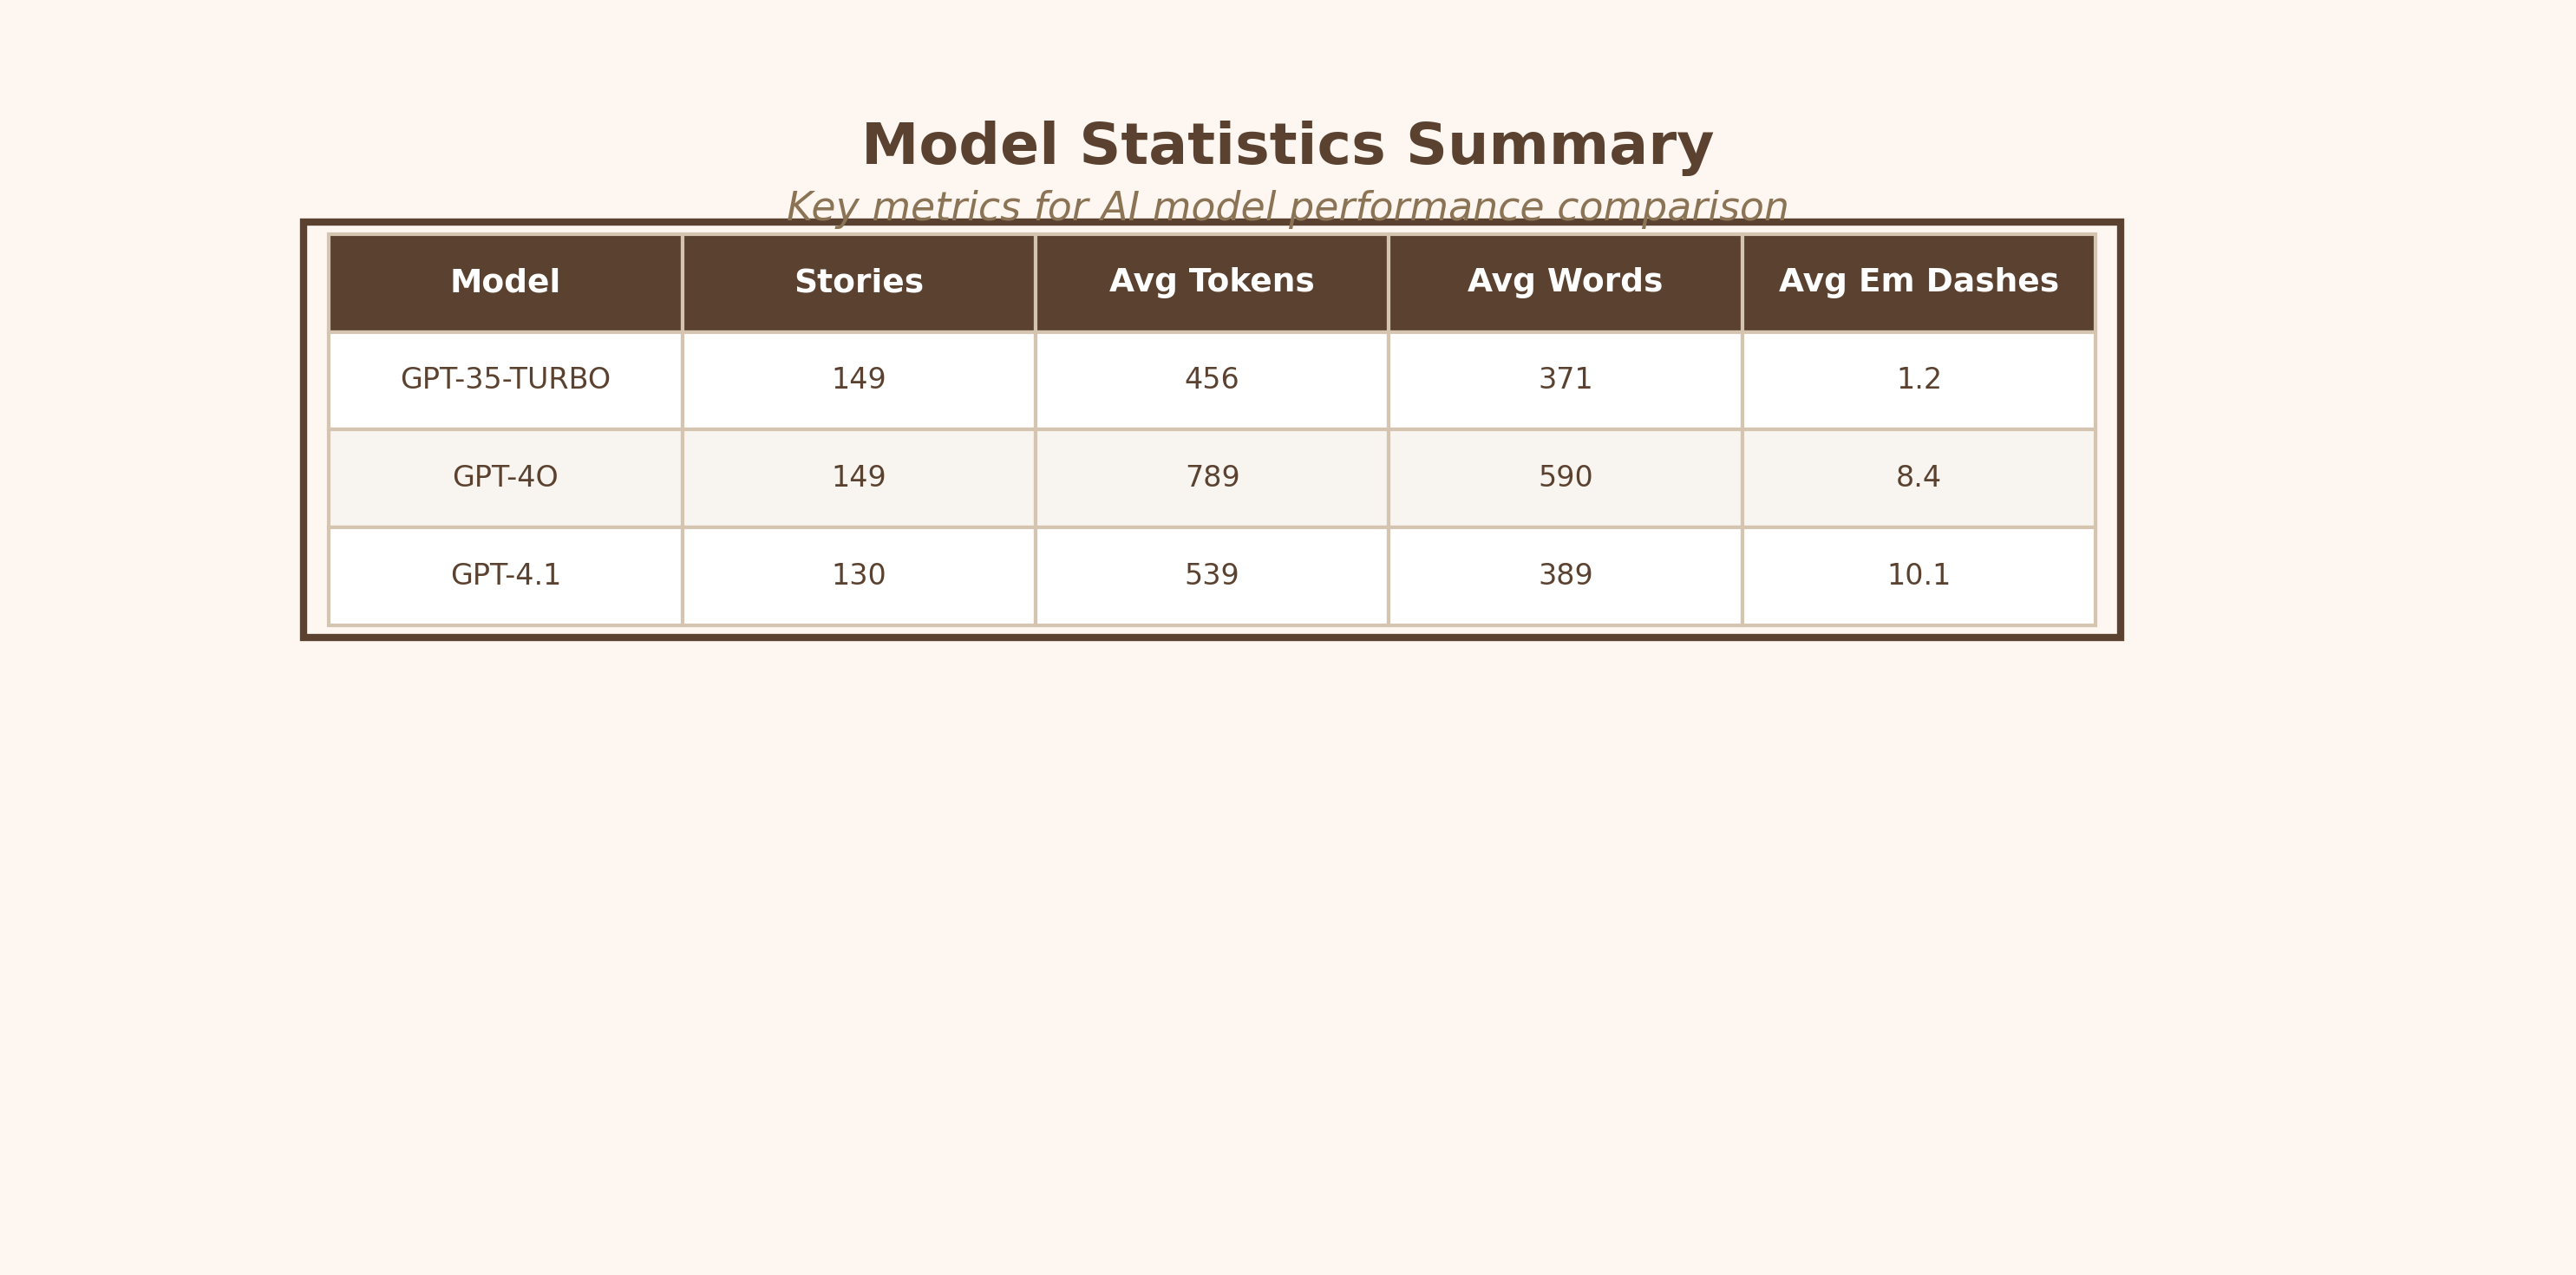 Model Statistics Summary
Key metrics for AI model performance comparison
Model Stories Avg Tokens Avg Words Avg Em Dashes
GPT-35-TURBO 149 456 371 1.2
GPT-4O 149 789 590 8.4
GPT-4.1 130 539 389 10.1